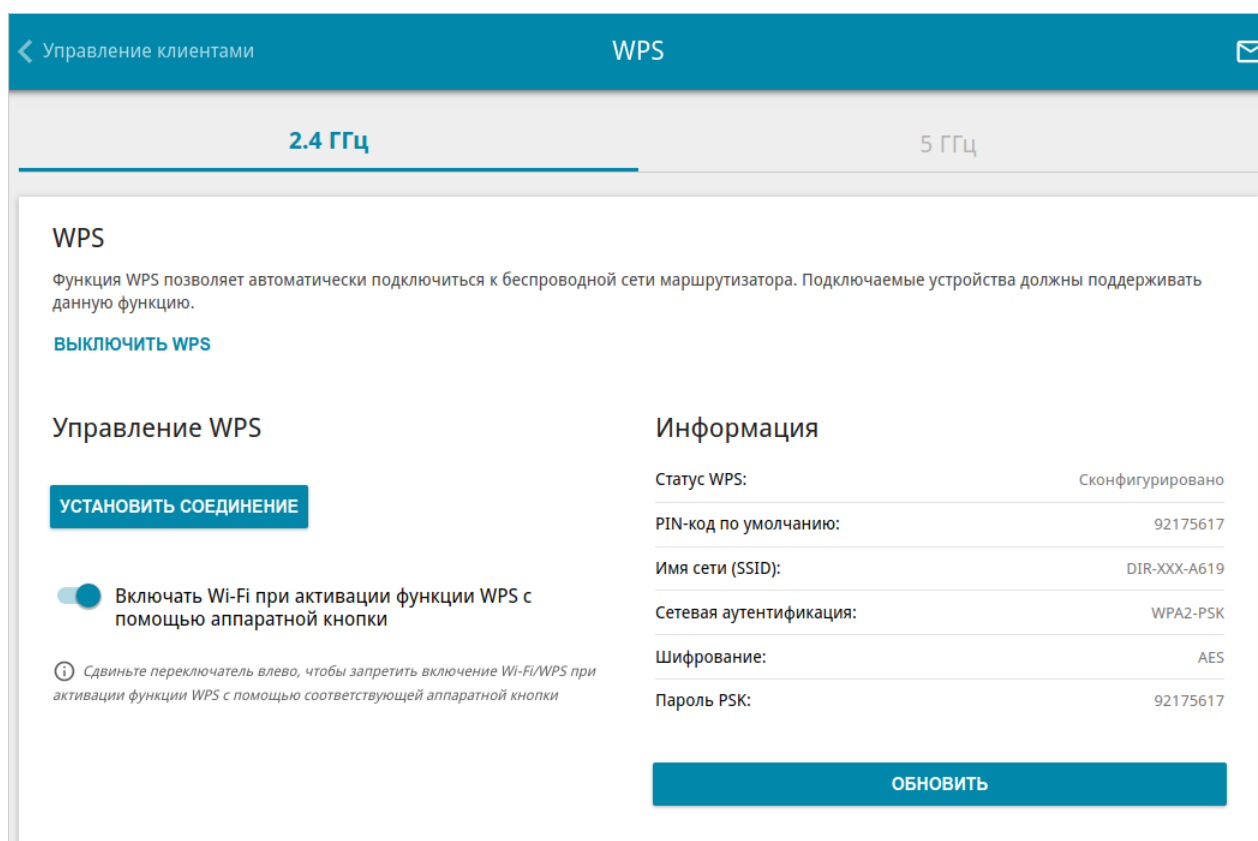 Управление клиентами
WPS
2.4 ГГц
5 ГГц
WPS
Функция WPS позволяет автоматически подключиться к беспроводной сети маршрутизатора. Подключаемые устройства должны поддерживать
данную функцию.
ВЫКЛЮЧИТЬ WPS
Управление WPS
УСТАНОВИТЬ СОЕДИНЕНИЕ
Включать Wi-Fi при активации функции WPS с
помощью аппаратной кнопки
Сдвиньте переключатель влево, чтобы запретить включение Wi-Fi/WPS при
активации функции WPS с помощью соответствующей аппаратной кнопки
Информация
Статус WPS: Сконфигурировано
PIN-код по умолчанию: 92175617
Имя сети (SSID): DIR-XXX-A619
Сетевая аутентификация: WPA2-PSK
Шифрование: AES
Пароль PSK: 92175617
ОБНОВИТЬ